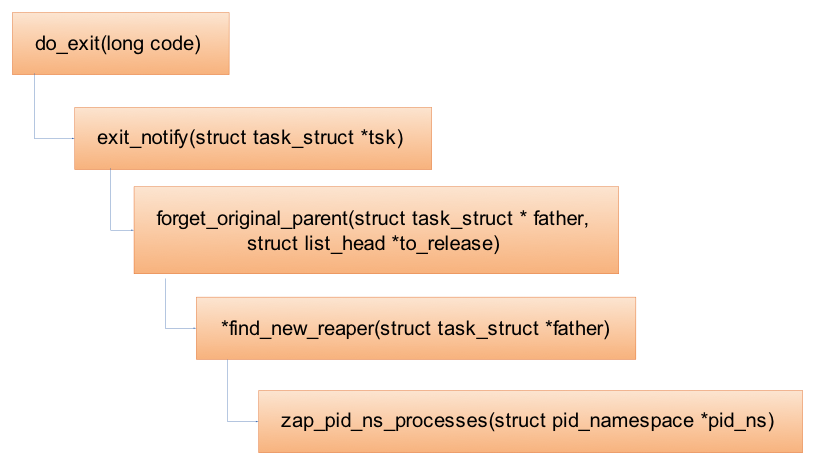 do_exit(long code)
exit_notify(struct task_struct *tsk)
forget_original_parent(struct task_struct * father,
struct list_head *to_release)
*find_new_reaper(struct task_struct *father)
zap_pid_ns_processes(struct pid_namespace *pid_ns)